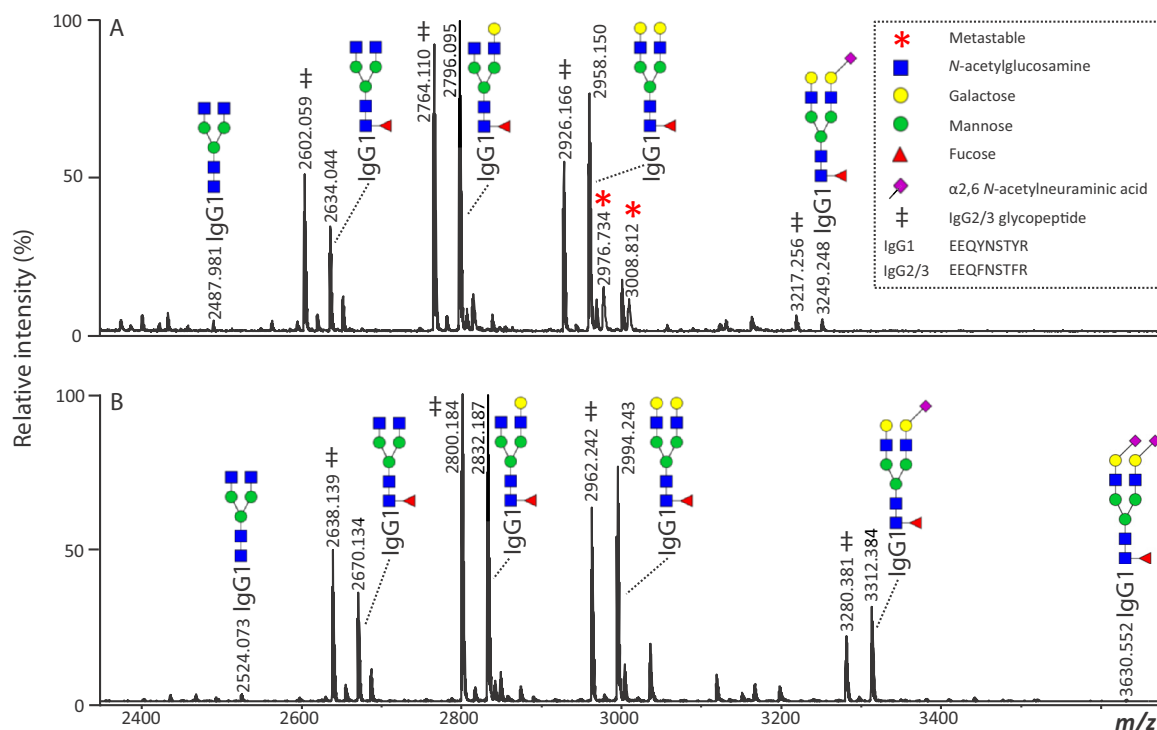 100
A
50
0
Relative intensity (%)
2487.981 IgG1
2602.059 ‡
2634.044
IgG1
2764.110 ‡
2796.095
IgG1
2926.166 ‡
2958.150
IgG1
*
2976.734
*
3008.812
3217.256 ‡
3249.248 IgG1
* Metastable
N-acetylglucosamine
Galactose
Mannose
Fucose
α2,6 N-acetylneuraminic acid
‡ IgG2/3 glycopeptide
IgG1 EEQYNSTYR
IgG2/3 EEQFNSTFR
100
B
50
0
2524.073 IgG1
2638.139 ‡
2670.134
IgG1
‡
2800.184
2832.187
IgG1
2962.242 ‡
2994.243
IgG1
3280.381 ‡
3312.384
IgG1
3630.552 IgG1
2400 2600 2800 3000 3200 3400 m/z